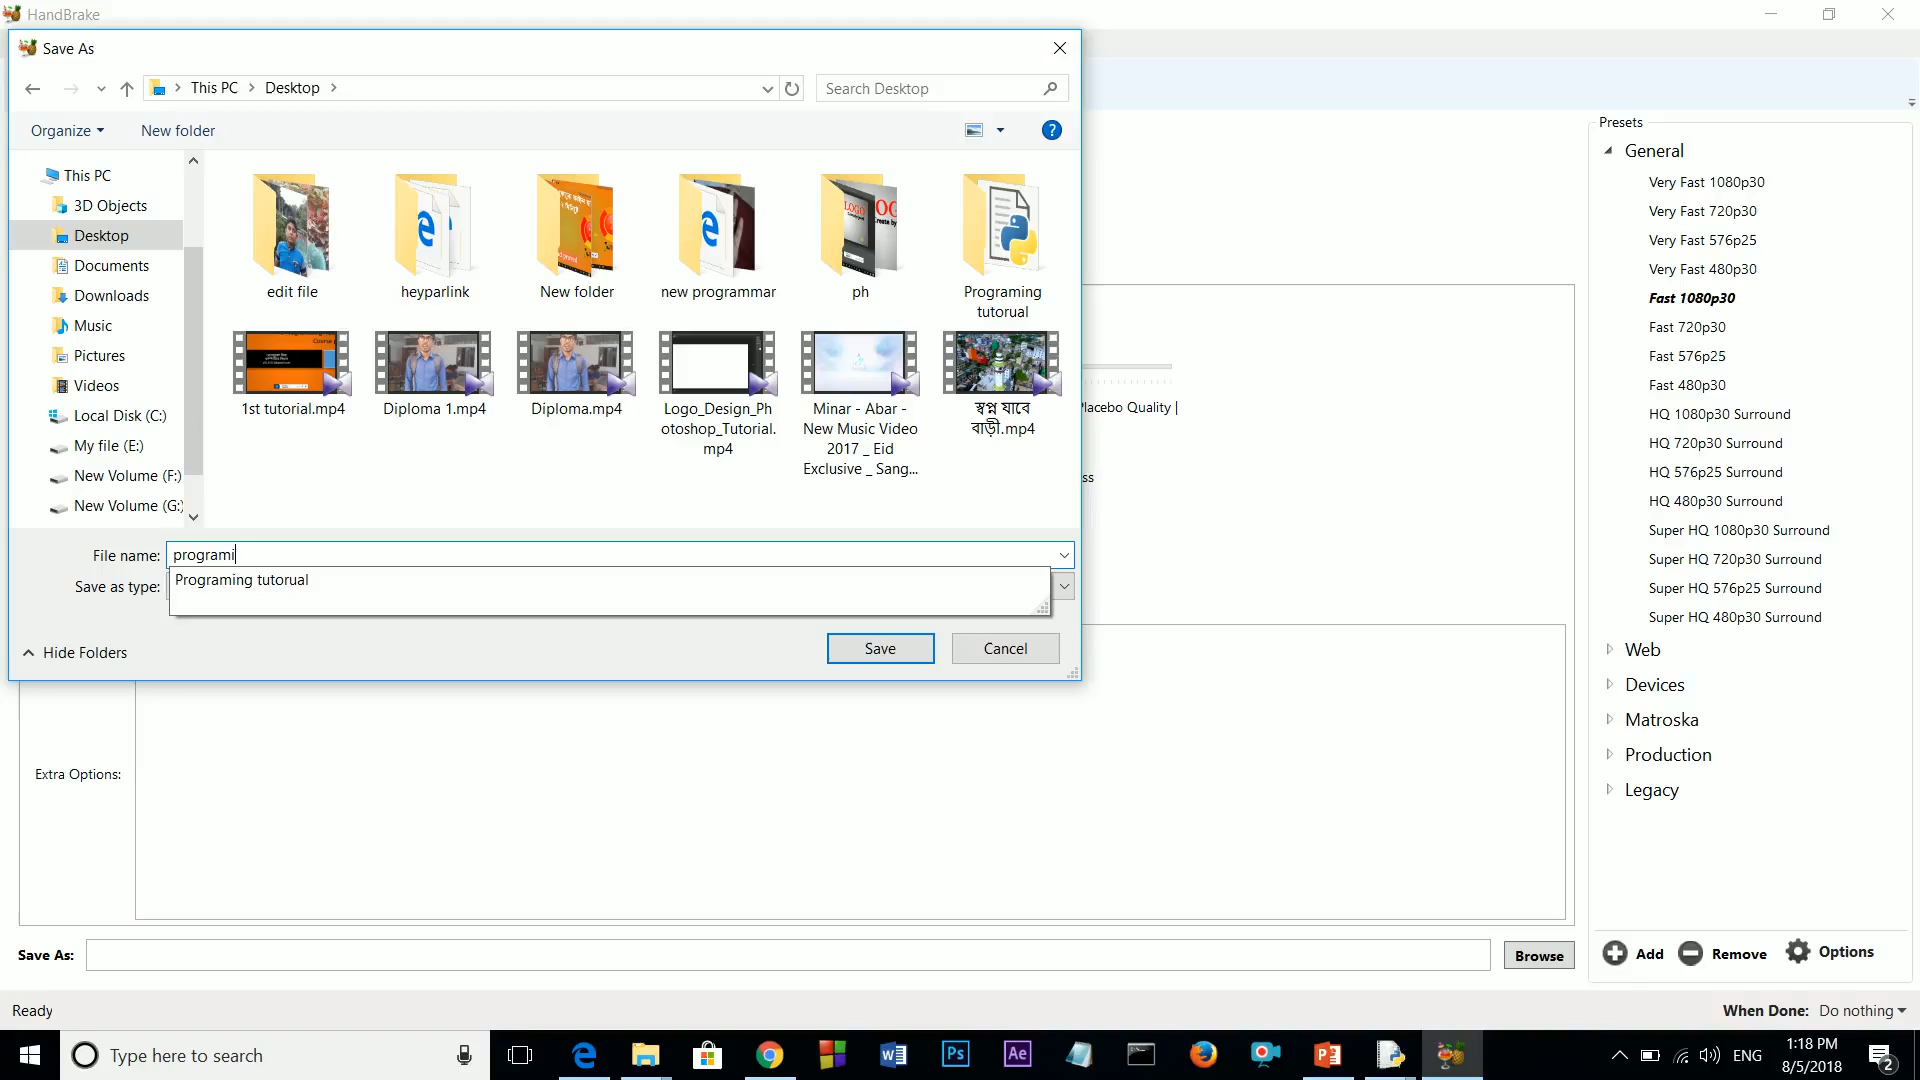 HandBrake
Save As
This PC
Desktop
Search Desktop
Organize
New folder
This PC
3D Objects
Desktop
Documents
Downloads
Music
Pictures
Videos
Local Disk (C:)
My file (E:)
New Volume (F:)
New Volume (G:)
edit file
heyparlink
New folder
new programmar
ph
Programing
tutorual
1st tutorial.mp4
Diploma 1.mp4
Diploma.mp4
Logo_Design_Ph
otoshop_Tutorial.
mp4
Minar - Abar -
New Music Video
2017 _ Eid
Exclusive _ Sang...
স্বপ্ন যাবে
বাড়ী.mp4
File name: programi
Programing tutorual
Save as type:
Hide Folders
Save
Cancel
Placebo Quality |
ss
Extra Options:
Save As:
Browse
Presets
General
Very Fast 1080p30
Very Fast 720p30
Very Fast 576p25
Very Fast 480p30
Fast 1080p30
Fast 720p30
Fast 576p25
Fast 480p30
HQ 1080p30 Surround
HQ 720p30 Surround
HQ 576p25 Surround
HQ 480p30 Surround
Super HQ 1080p30 Surround
Super HQ 720p30 Surround
Super HQ 576p25 Surround
Super HQ 480p30 Surround
Web
Devices
Matroska
Production
Legacy
Add
Remove
Options
Ready
When Done: Do nothing
Type here to search
ENG
1:18 PM
8/5/2018
2